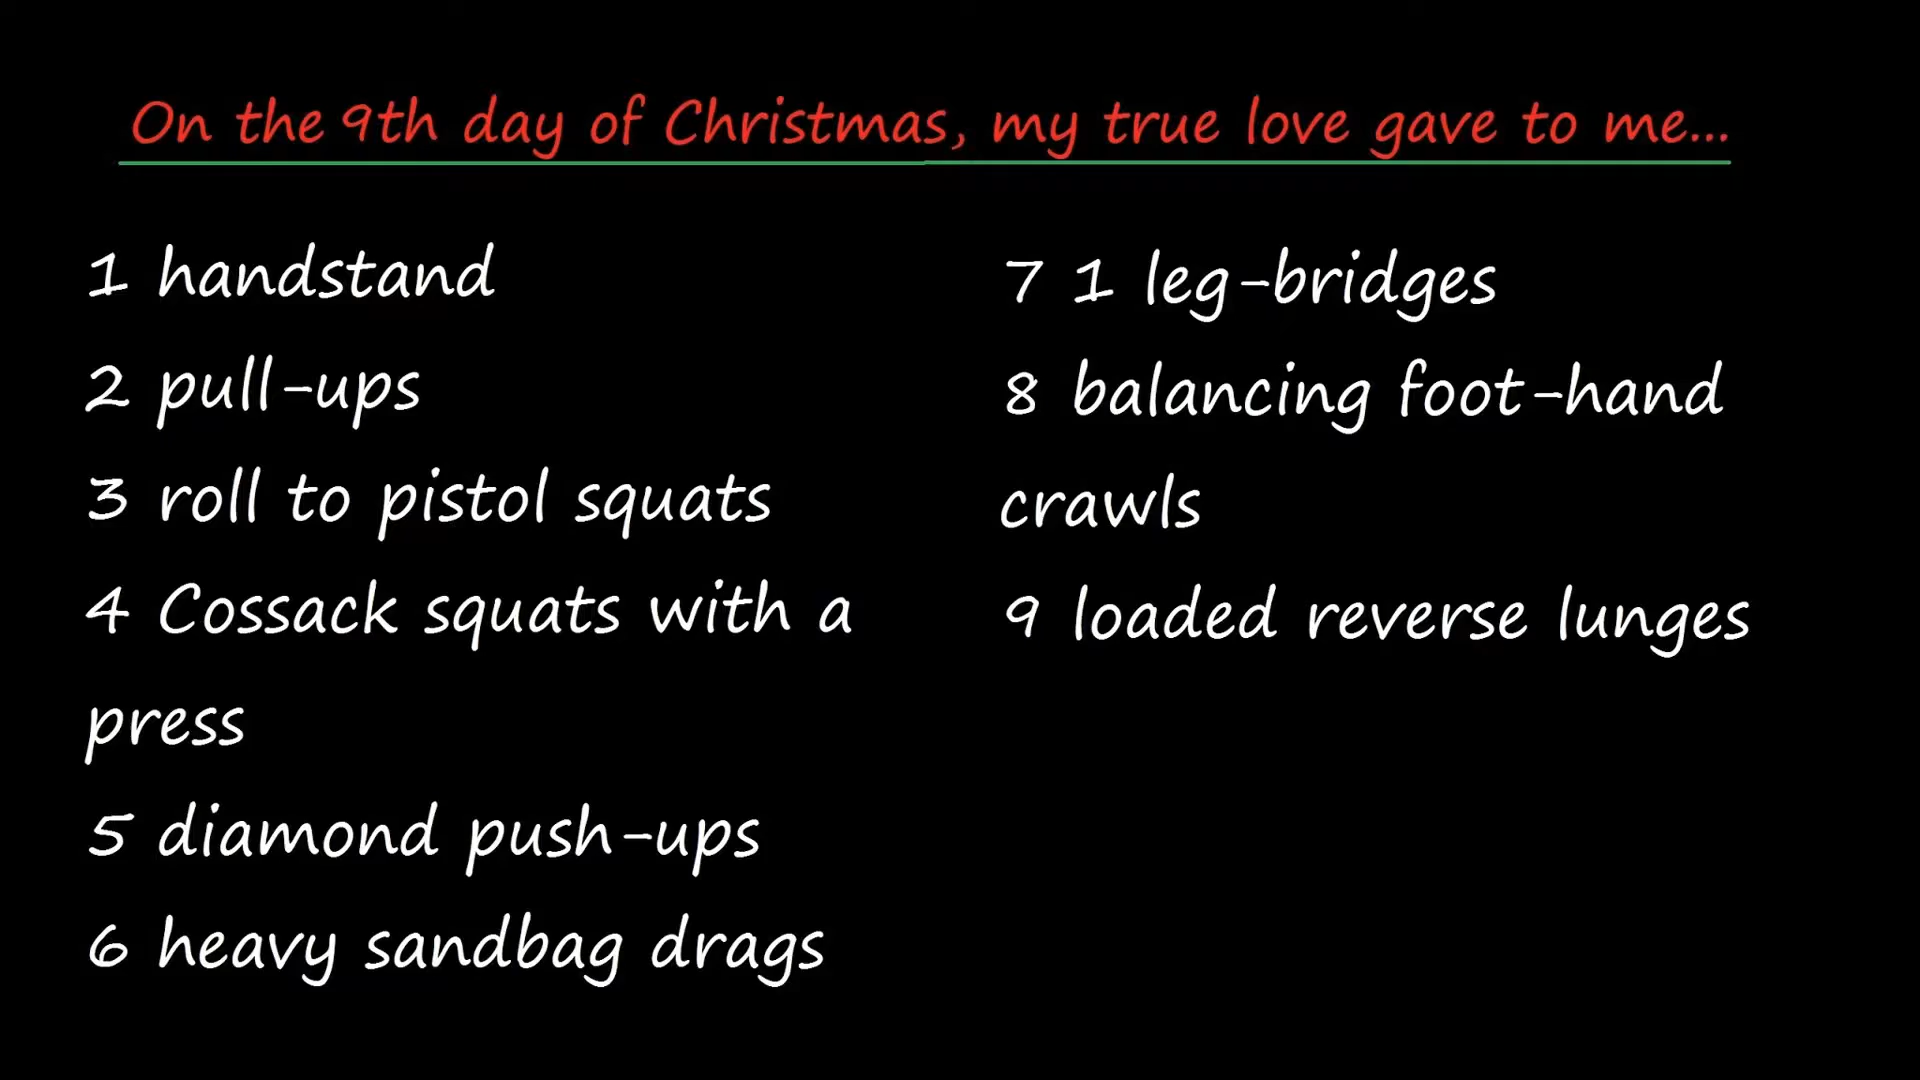 On the 9th day of Christmas, my true love gave to me...
1 handstand
2 pull-ups
3 roll to pistol squats
4 Cossack squats with a
press
5 diamond push-ups
6 heavy sandbag drags
7 1 leg-bridges
8 balancing foot-hand
crawls
9 loaded reverse lunges